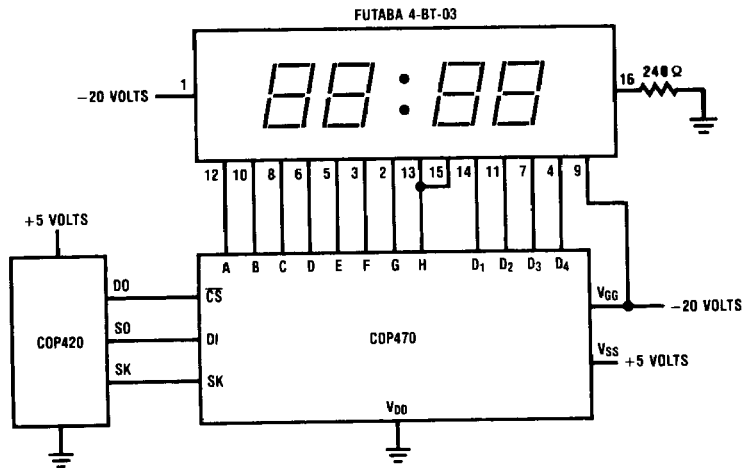 FUTABA 4-BT-03
1
-20 VOLTS
16
240Ω
12 10 8 6 5 3 2 13 15 14 11 7 4 9
+5 VOLTS
A B C D E F G H D1 D2 D3 D4
DO
CS
VGG
-20 VOLTS
COP420
SO
DI
COP470
VSS
+5 VOLTS
SK
SK
VDD